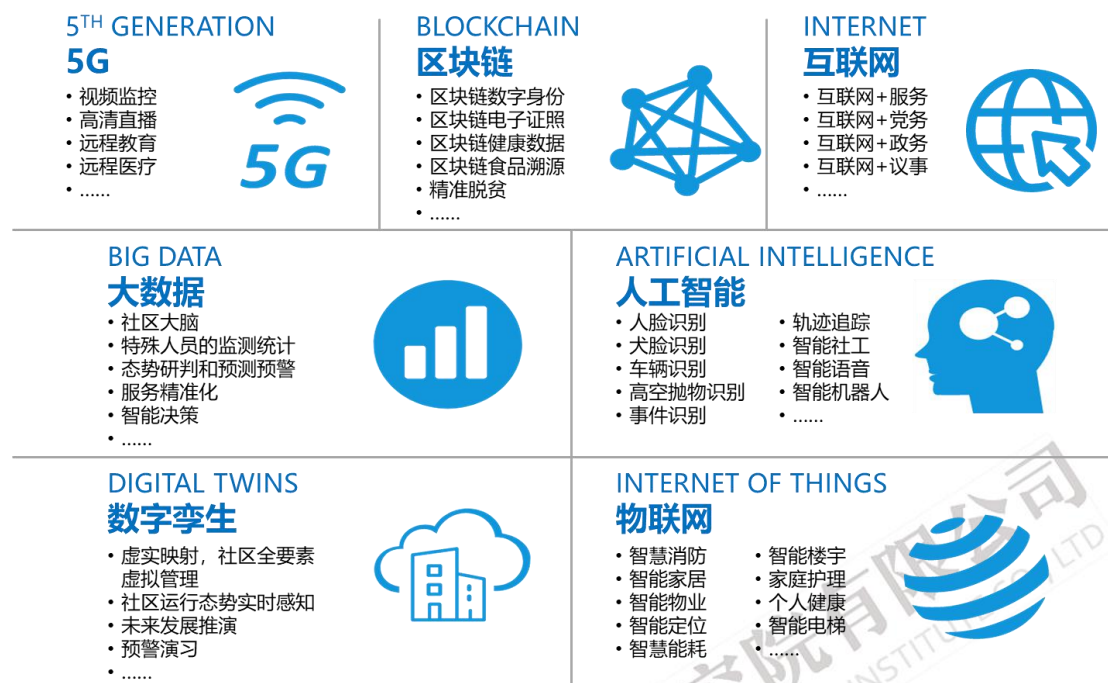 5TH GENERATION
5G
• 视频监控
• 高清直播
• 远程教育
• 远程医疗
• ......
5G
BLOCKCHAIN
区块链
• 区块链数字身份
• 区块链电子证照
• 区块链健康数据
• 区块链食品溯源
• 精准脱贫
• ......
INTERNET
互联网
• 互联网+服务
• 互联网+党务
• 互联网+政务
• 互联网+议事
• ......
BIG DATA
大数据
• 社区大脑
• 特殊人员的监测统计
• 态势研判和预测预警
• 服务精准化
• 智能决策
• ......
ARTIFICIAL INTELLIGENCE
人工智能
• 人脸识别
• 犬脸识别
• 车辆识别
• 高空抛物识别
• 事件识别
• 轨迹追踪
• 智能社工
• 智能语音
• 智能机器人
• ......
DIGITAL TWINS
数字孪生
• 虚实映射，社区全要素
虚拟管理
• 社区运行态势实时感知
• 未来发展推演
• 预警演习
• ......
INTERNET OF THINGS
物联网
• 智慧消防
• 智能家居
• 智能物业
• 智能定位
• 智慧能耗
• 智能楼宇
• 家庭护理
• 个人健康
• 智能电梯
• ......
究院有限公司
INSTITUTE CO., LTD